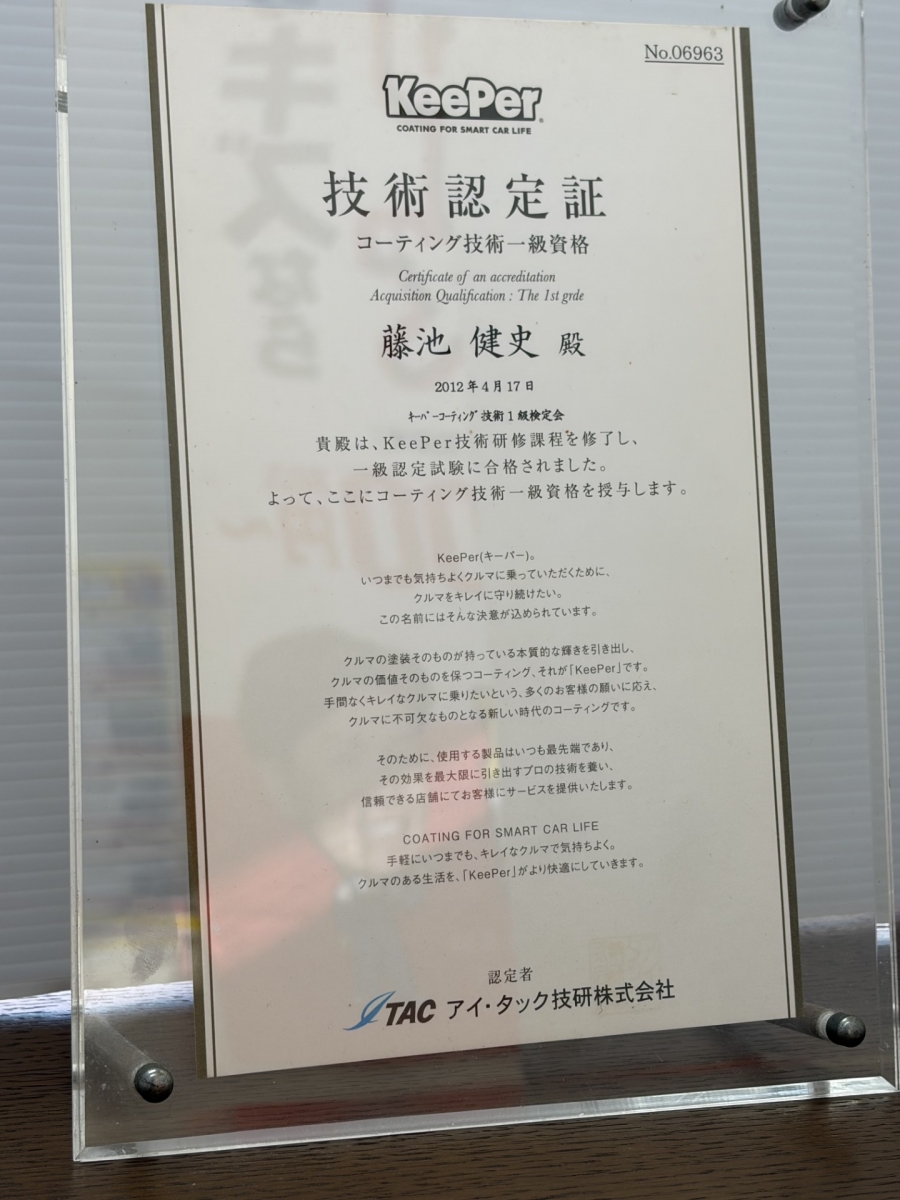 No.06963
KeePer
COATING FOR SMART CAR LIFE
技術認定証
コーティング技術一級資格
Certificate of an accreditation
Acquisition Qualification : The 1st grde
藤池 健史 殿
2012年4月17日
キーパーコーティング技術1級検定会
貴殿は、KeePer技術研修課程を修了し、
一級認定試験に合格されました。
よって、ここにコーティング技術一級資格を授与します。
KeePer(キーパー)。
いつまでも気持ちよくクルマに乗っていただくために、
クルマをキレイに守り続けたい。
この名前にはそんな決意が込められています。
クルマの塗装そのものが持っている本質的な輝きを引き出し、
クルマの価値そのものを保つコーティング、それが「KeePer」です。
手間なくキレイなクルマに乗りたいという、多くのお客様の願いに応え、
クルマに不可欠なものとなる新しい時代のコーティングです。
そのために、使用する製品はいつも最先端であり、
その効果を最大限に引き出すプロの技術を養い、
信頼できる店舗にてお客様にサービスを提供いたします。
COATING FOR SMART CAR LIFE
手軽にいつまでも、キレイなクルマで気持ちよく。
クルマのある生活を、「KeePer」がより快適にしていきます。
認定者
TAC アイ・タック技研株式会社
キズなら